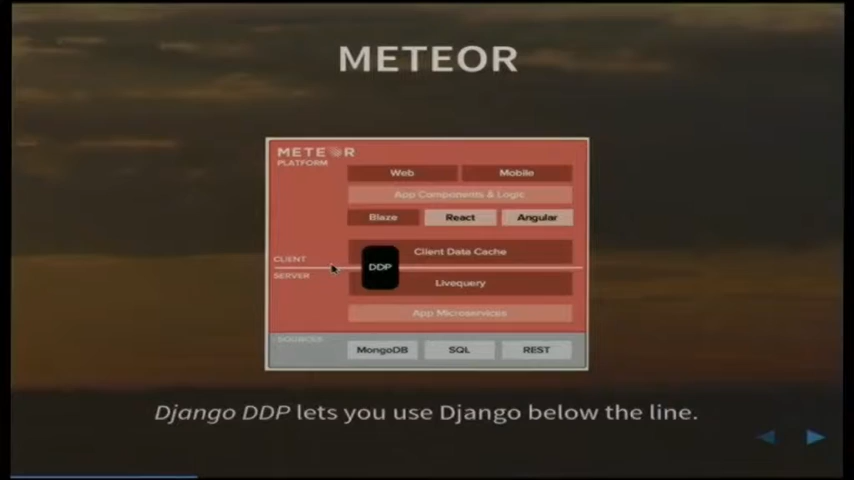 METEOR
METEOR
PLATFORM
Web Mobile
App Components & Logic
Blaze React Angular
Client Data Cache
CLIENT
DDP
SERVER
Livequery
App Microservices
SOURCES
MongoDB SQL REST
Django DDP lets you use Django below the line.